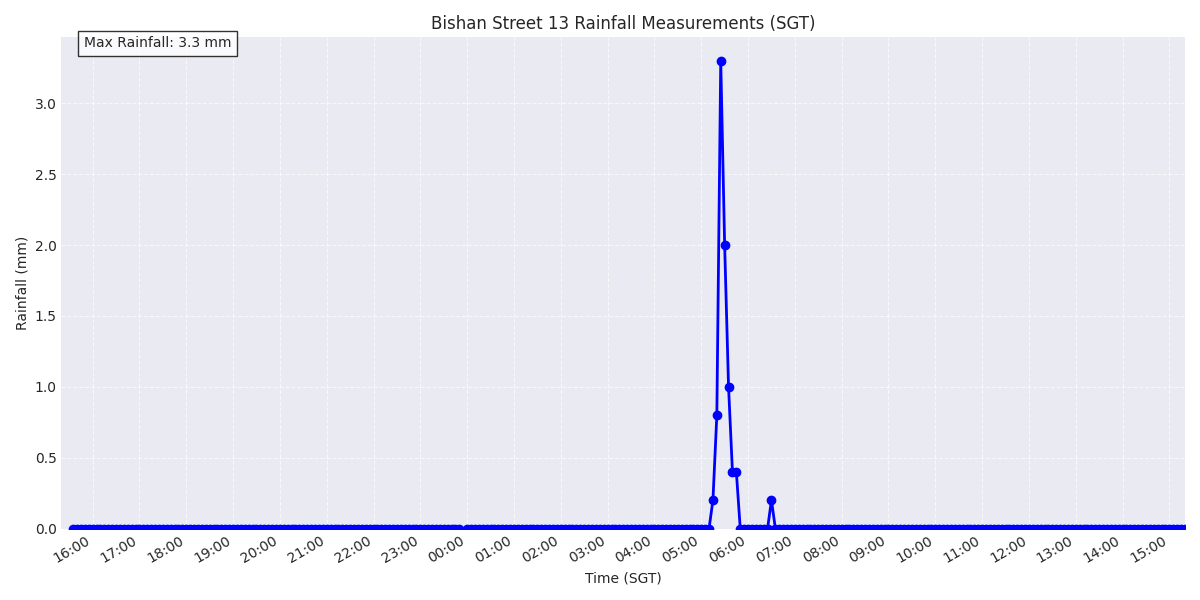 Bishan Street 13 Rainfall Measurements (SGT)
Max Rainfall: 3.3 mm
Rainfall (mm)
3.0
2.5
2.0
1.5
1.0
0.5
0.0
16:00 17:00 18:00 19:00 20:00 21:00 22:00 23:00 00:00 01:00 02:00 03:00 04:00 05:00 06:00 07:00 08:00 09:00 10:00 11:00 12:00 13:00 14:00 15:00
Time (SGT)